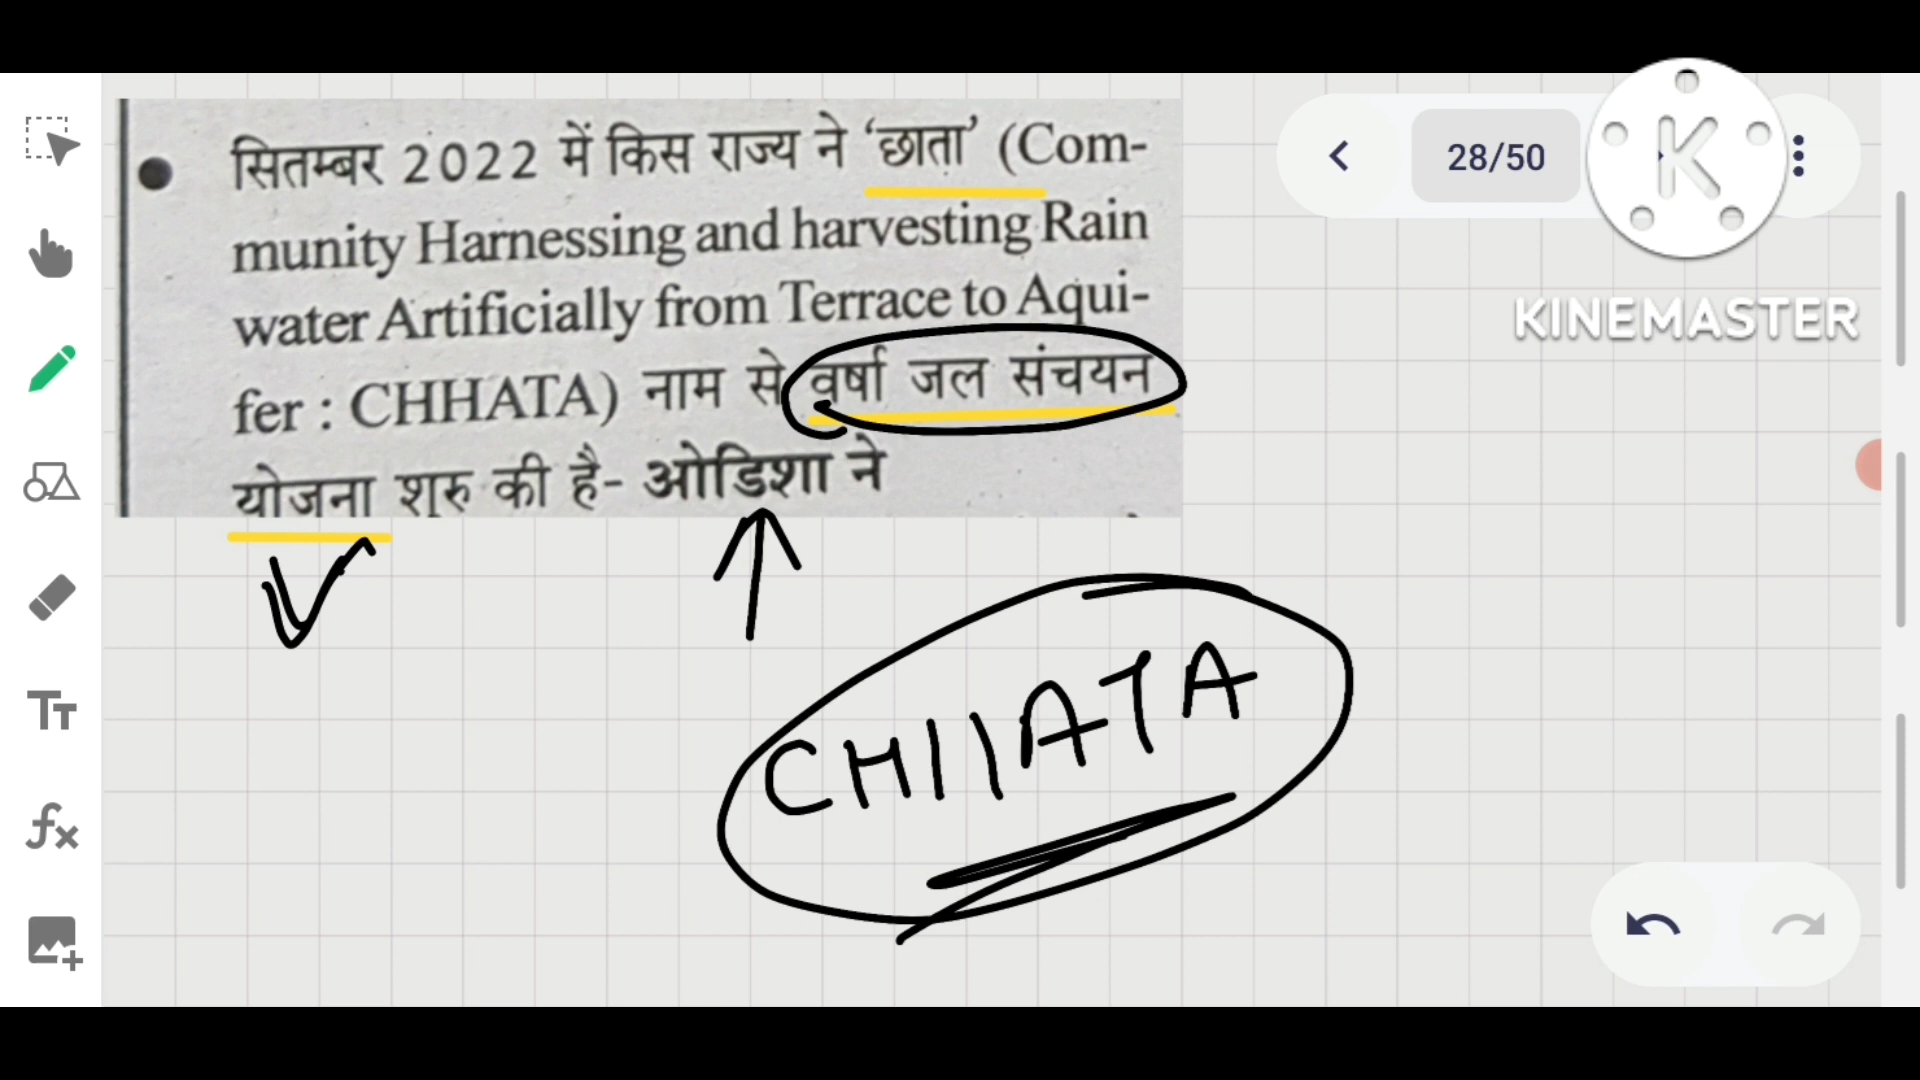 सितम्बर 2022 में किस राज्य ने ‘छाता’ (Com-
munity Harnessing and harvesting Rain
water Artificially from Terrace to Aqui-
fer : CHHATA) नाम से वर्षा जल संचयन
योजना शुरु की है- ओडिशा ने
28/50
K
KINEMASTER
CHHATA
Tт
fx